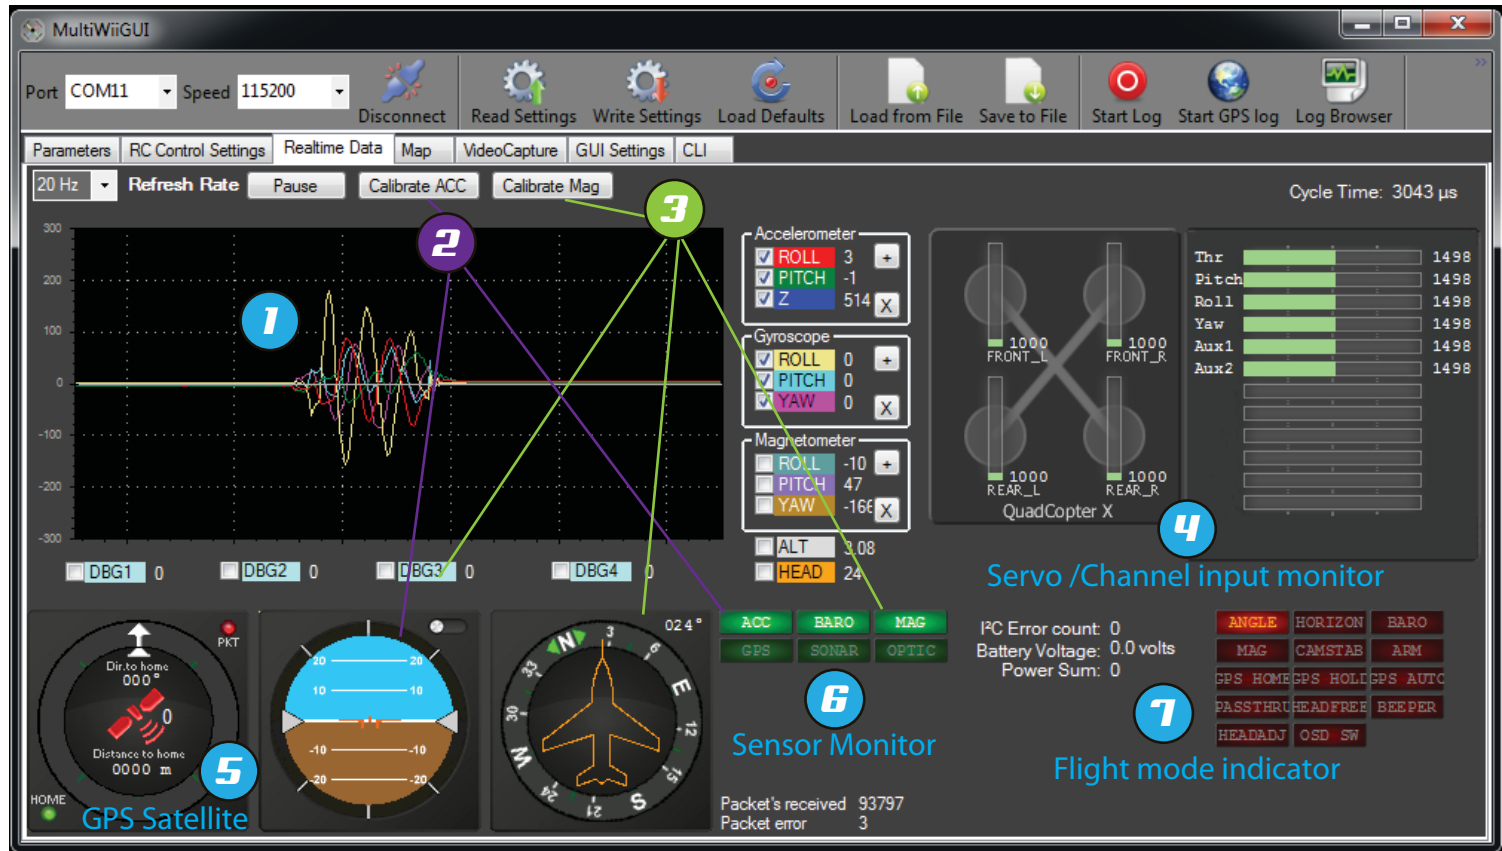 MultiWiiGUI
Port COM11 Speed 115200
Disconnect Read Settings Write Settings Load Defaults Load from File Save to File Start Log Start GPS log Log Browser
Parameters RC Control Settings Realtime Data Map VideoCapture GUI Settings CLI
20 Hz Refresh Rate Pause Calibrate ACC Calibrate Mag
Cycle Time: 3043 µs
1
2
3
300
200
100
0
-100
-200
-300
Accelerometer
ROLL 3 +
PITCH -1
Z 514 X
Gyroscope
ROLL 0 +
PITCH 0
YAW 0 X
Magnetometer
ROLL -10 +
PITCH 47
YAW -166 X
ALT 3.08
HEAD 24
1000 FRONT_L
1000 FRONT_R
1000 REAR_L
1000 REAR_R
QuadCopter X
Thr 1498
Pitch 1498
Roll 1498
Yaw 1498
Aux1 1498
Aux2 1498
4
Servo /Channel input monitor
DBG1 0 DBG2 0 DBG3 0 DBG4 0
PKT
Dir.to home
000°
0
Distance to home
0000 m
HOME
5
GPS Satellite
20 20
10 10
-10 -10
-20 -20
024°
N 3 6 E 12 15 S 21 24 W 30 33
ACC BARO MAG
GPS SONAR OPTIC
6
Sensor Monitor
Packet's received 93797
Packet error 3
I²C Error count: 0
Battery Voltage: 0.0 volts
Power Sum: 0
7
Flight mode indicator
ANGLE HORIZON BARO
MAG CAMSTAB ARM
GPS HOME GPS HOLD GPS AUTO
PASSTHRU HEADFREE BEEPER
HEADADJ OSD SW